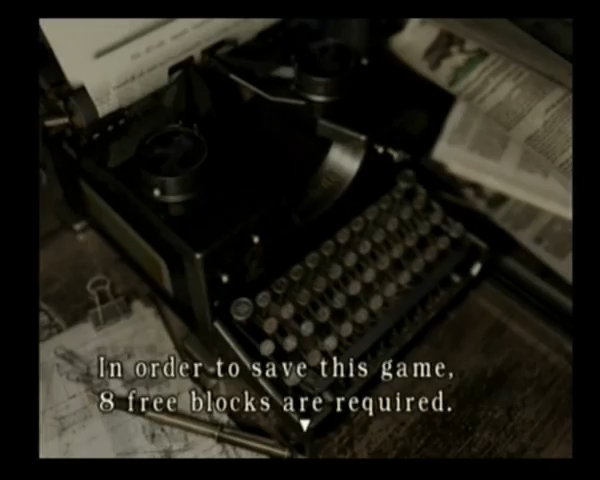 In order to save this game,
8 free blocks are required.